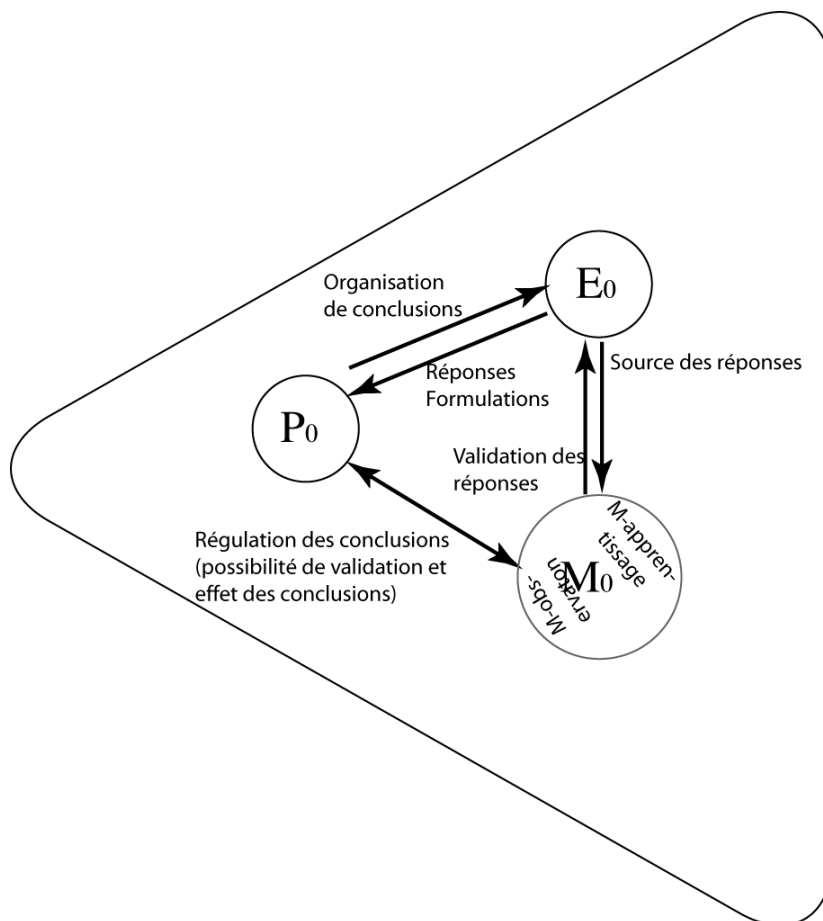 Organisation
de conclusions
E0
Réponses
Formulations
Source des réponses
P0
Validation des
réponses
Régulation des conclusions
(possibilité de validation et
effet des conclusions)
M-appren-
tissage
M0
M-obs-
ervaton